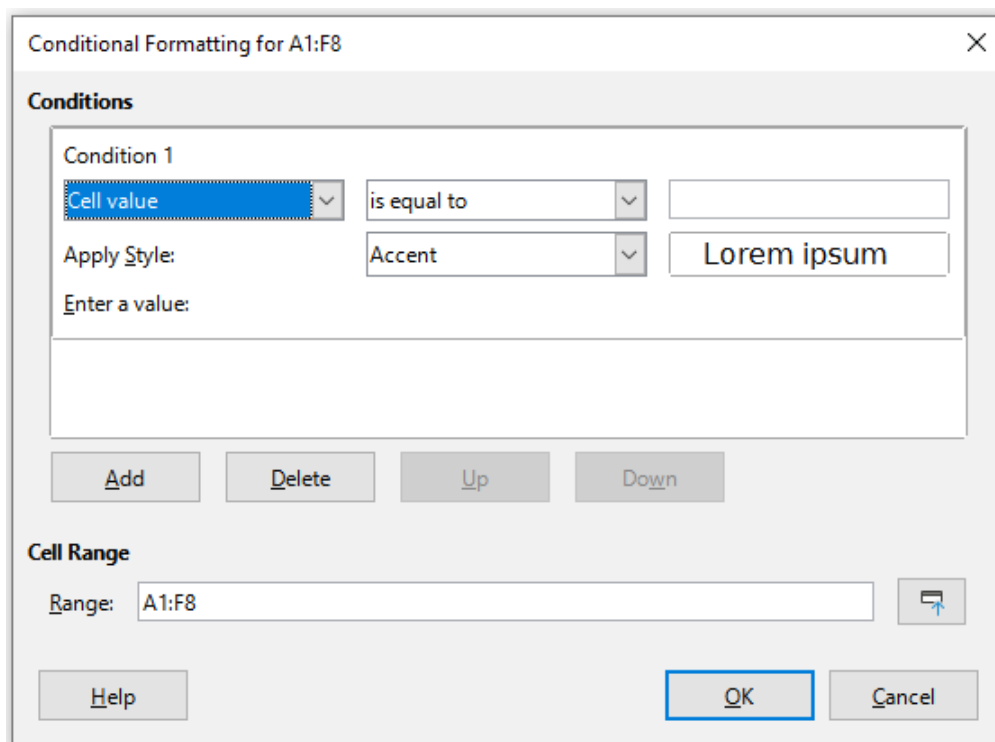 Conditional Formatting for A1:F8
Conditions
Condition 1
Cell value is equal to
Apply Style: Accent Lorem ipsum
Enter a value:
Add Delete Up Down
Cell Range
Range: A1:F8
Help OK Cancel